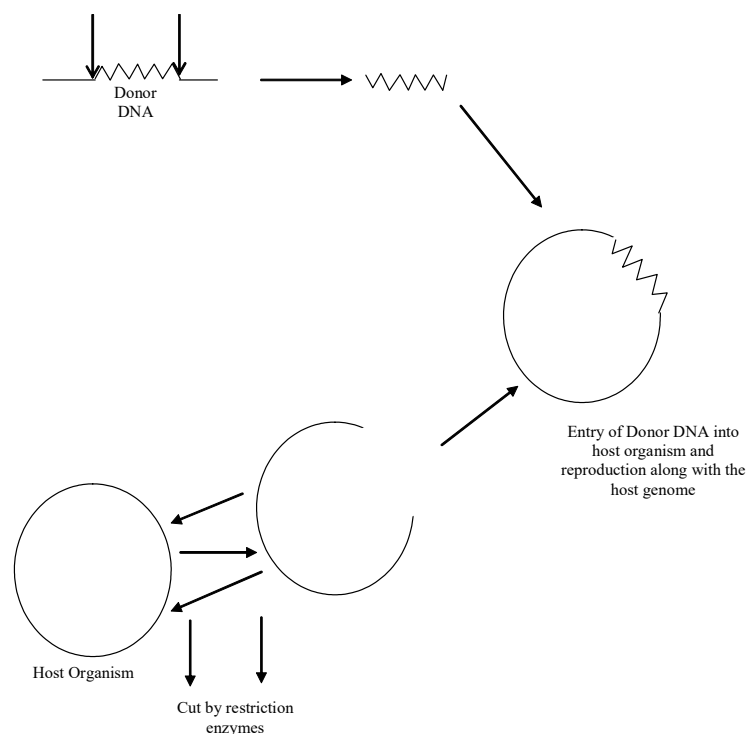 Donor
DNA
Entry of Donor DNA into
host organism and
reproduction along with the
host genome
Host Organism
Cut by restriction
enzymes